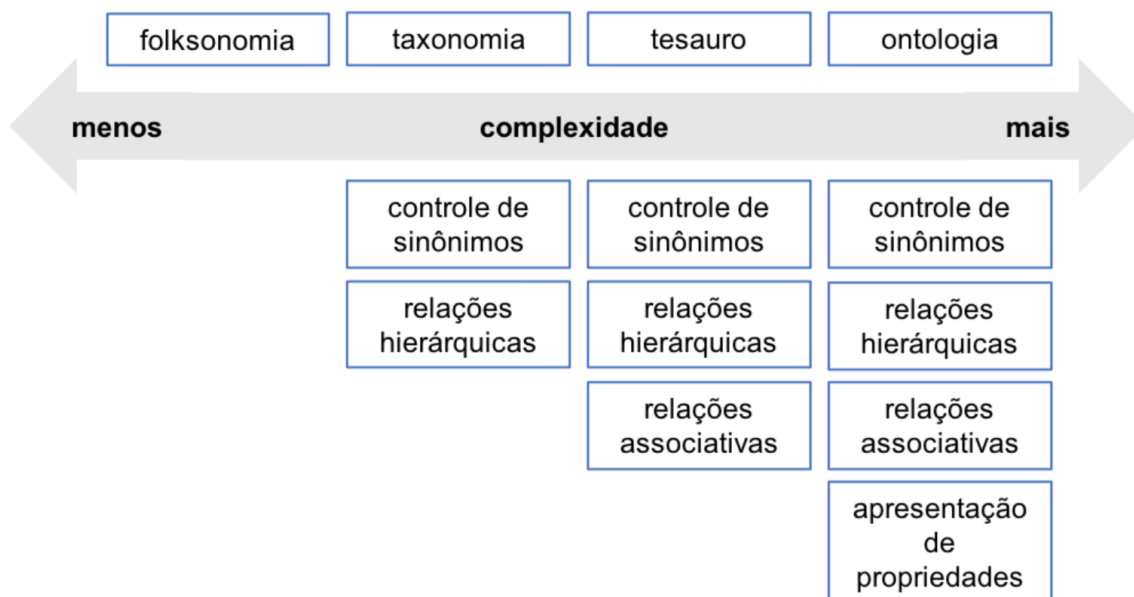 folksonomia taxonomia tesauro ontologia
menos complexidade mais
controle de controle de controle de
sinônimos sinônimos sinônimos
relações relações relações
hierárquicas hierárquicas hierárquicas
relações relações
associativas associativas
apresentação
de
propriedades